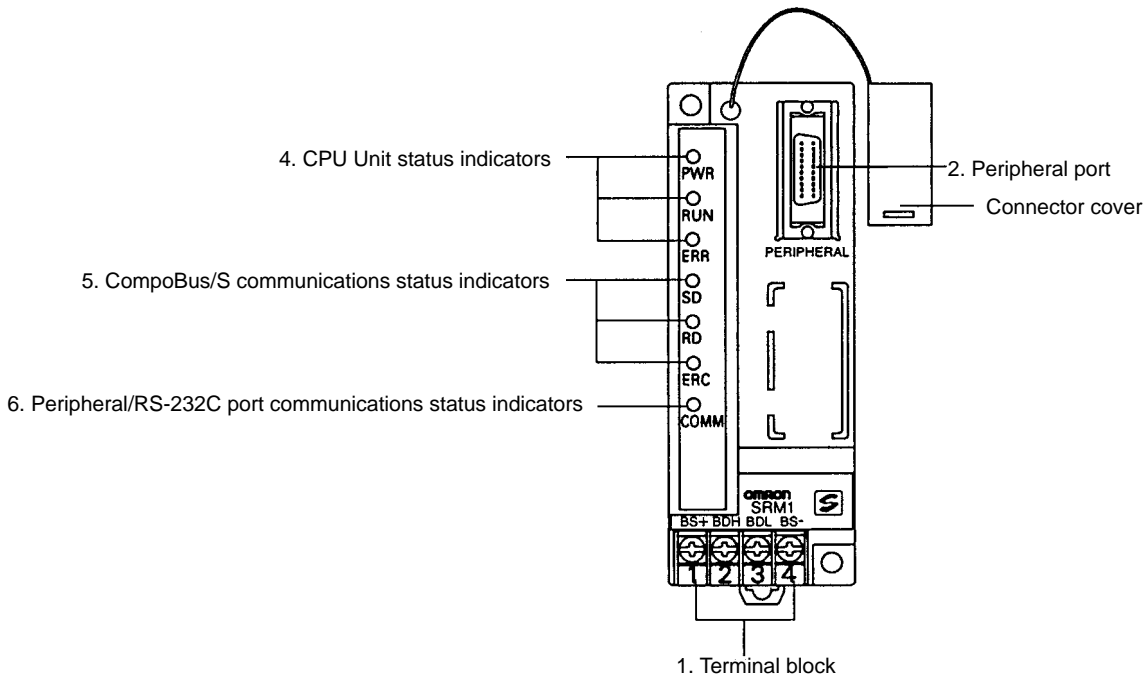 4. CPU Unit status indicators
PWR
2. Peripheral port
RUN
Connector cover
ERR
PERIPHERAL
5. CompoBus/S communications status indicators
SD
RD
ERC
6. Peripheral/RS-232C port communications status indicators
COMM
OMRON
SRM1
S
BS+ BDH BDL BS-
1 2 3 4
1. Terminal block